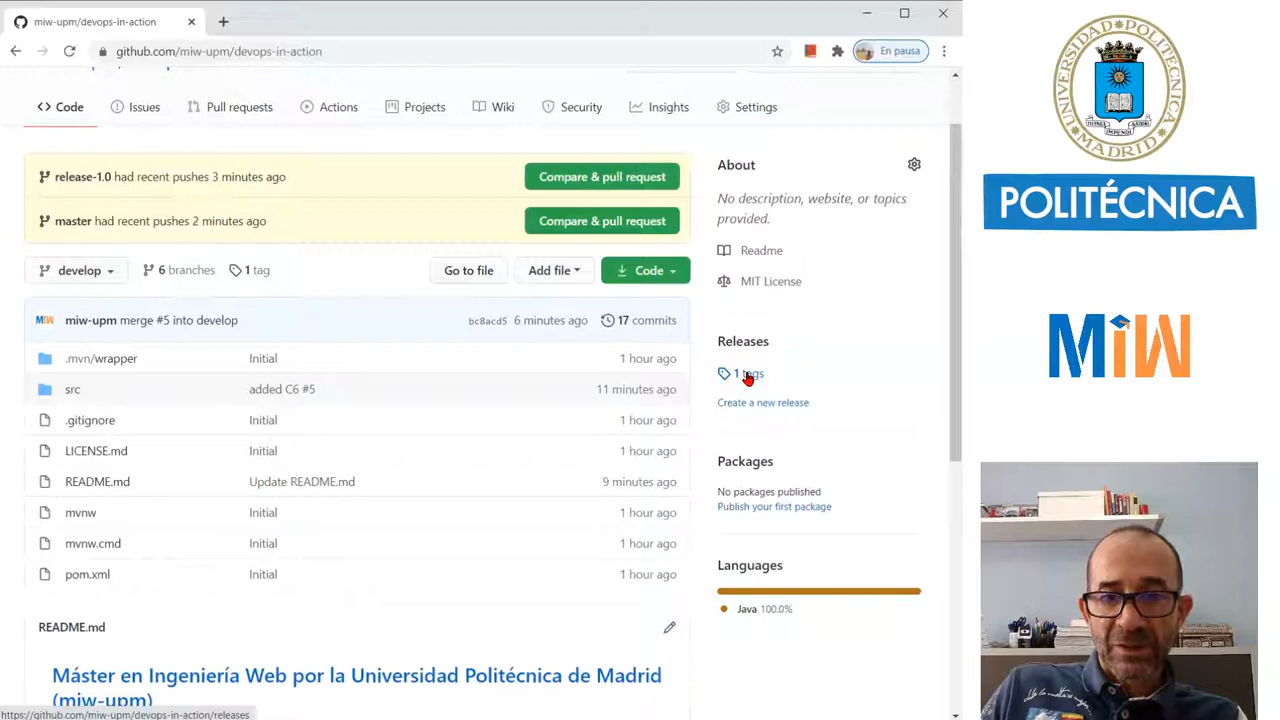 miw-upm/devops-in-action
github.com/miw-upm/devops-in-action
En pausa
Code
Issues
Pull requests
Actions
Projects
Wiki
Security
Insights
Settings
release-1.0 had recent pushes 3 minutes ago
Compare & pull request
master had recent pushes 2 minutes ago
Compare & pull request
develop
6 branches
1 tag
Go to file
Add file
Code
miw-upm merge #5 into develop
bc8acd5 6 minutes ago
17 commits
.mvn/wrapper Initial 1 hour ago
src added C6 #5 11 minutes ago
.gitignore Initial 1 hour ago
LICENSE.md Initial 1 hour ago
README.md Update README.md 9 minutes ago
mvnw Initial 1 hour ago
mvnw.cmd Initial 1 hour ago
pom.xml Initial 1 hour ago
README.md
Máster en Ingeniería Web por la Universidad Politécnica de Madrid
(miw-upm)
https://github.com/miw-upm/devops-in-action/releases
About
No description, website, or topics
provided.
Readme
MIT License
Releases
1 tags
Create a new release
Packages
No packages published
Publish your first package
Languages
Java 100.0%
UNIVERSIDAD POLITÉCNICA
MADRID
POLITÉCNICA
MiW